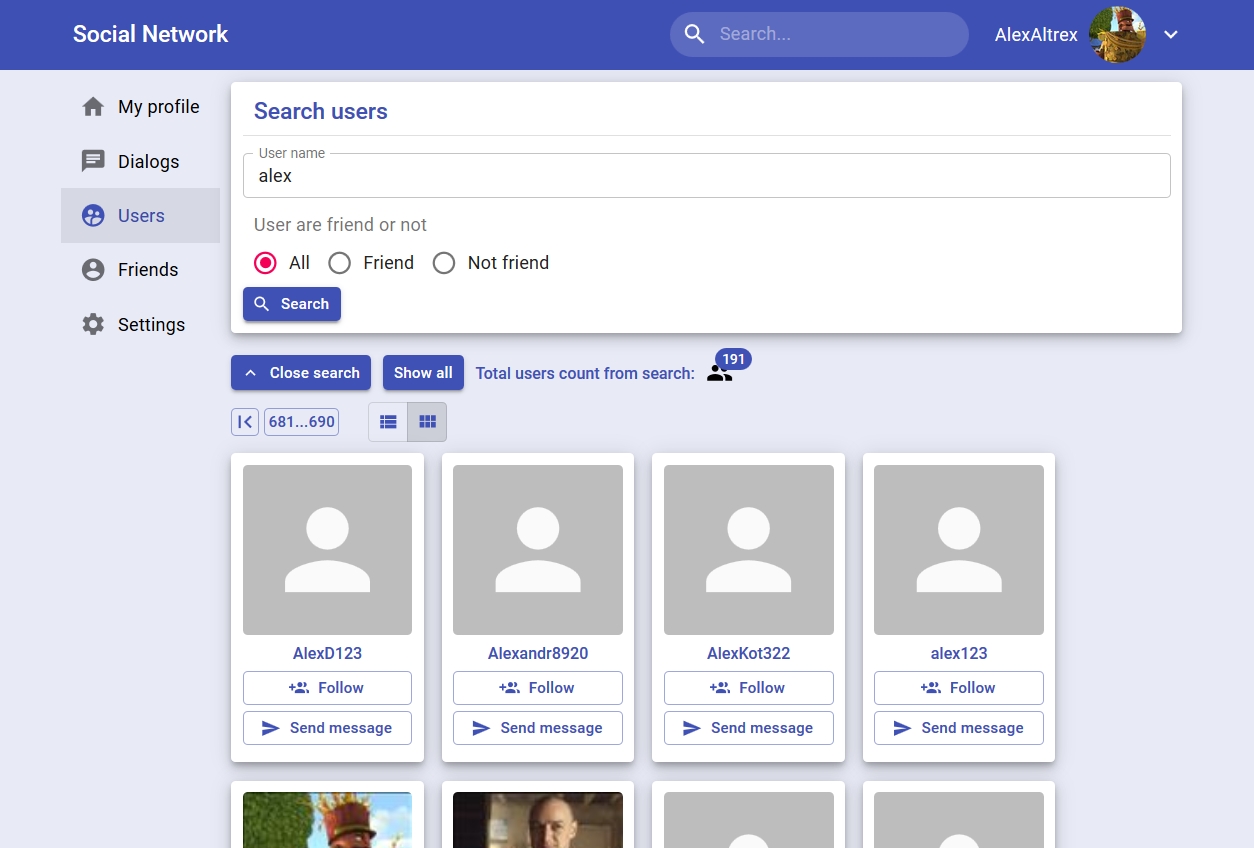 Social Network
Search...
AlexAltrex
My profile
Dialogs
Users
Friends
Settings
Search users
User name
alex
User are friend or not
All
Friend
Not friend
Search
Close search
Show all
Total users count from search:
191
681...690
AlexD123
Alexandr8920
AlexKot322
alex123
Follow
Follow
Follow
Follow
Send message
Send message
Send message
Send message